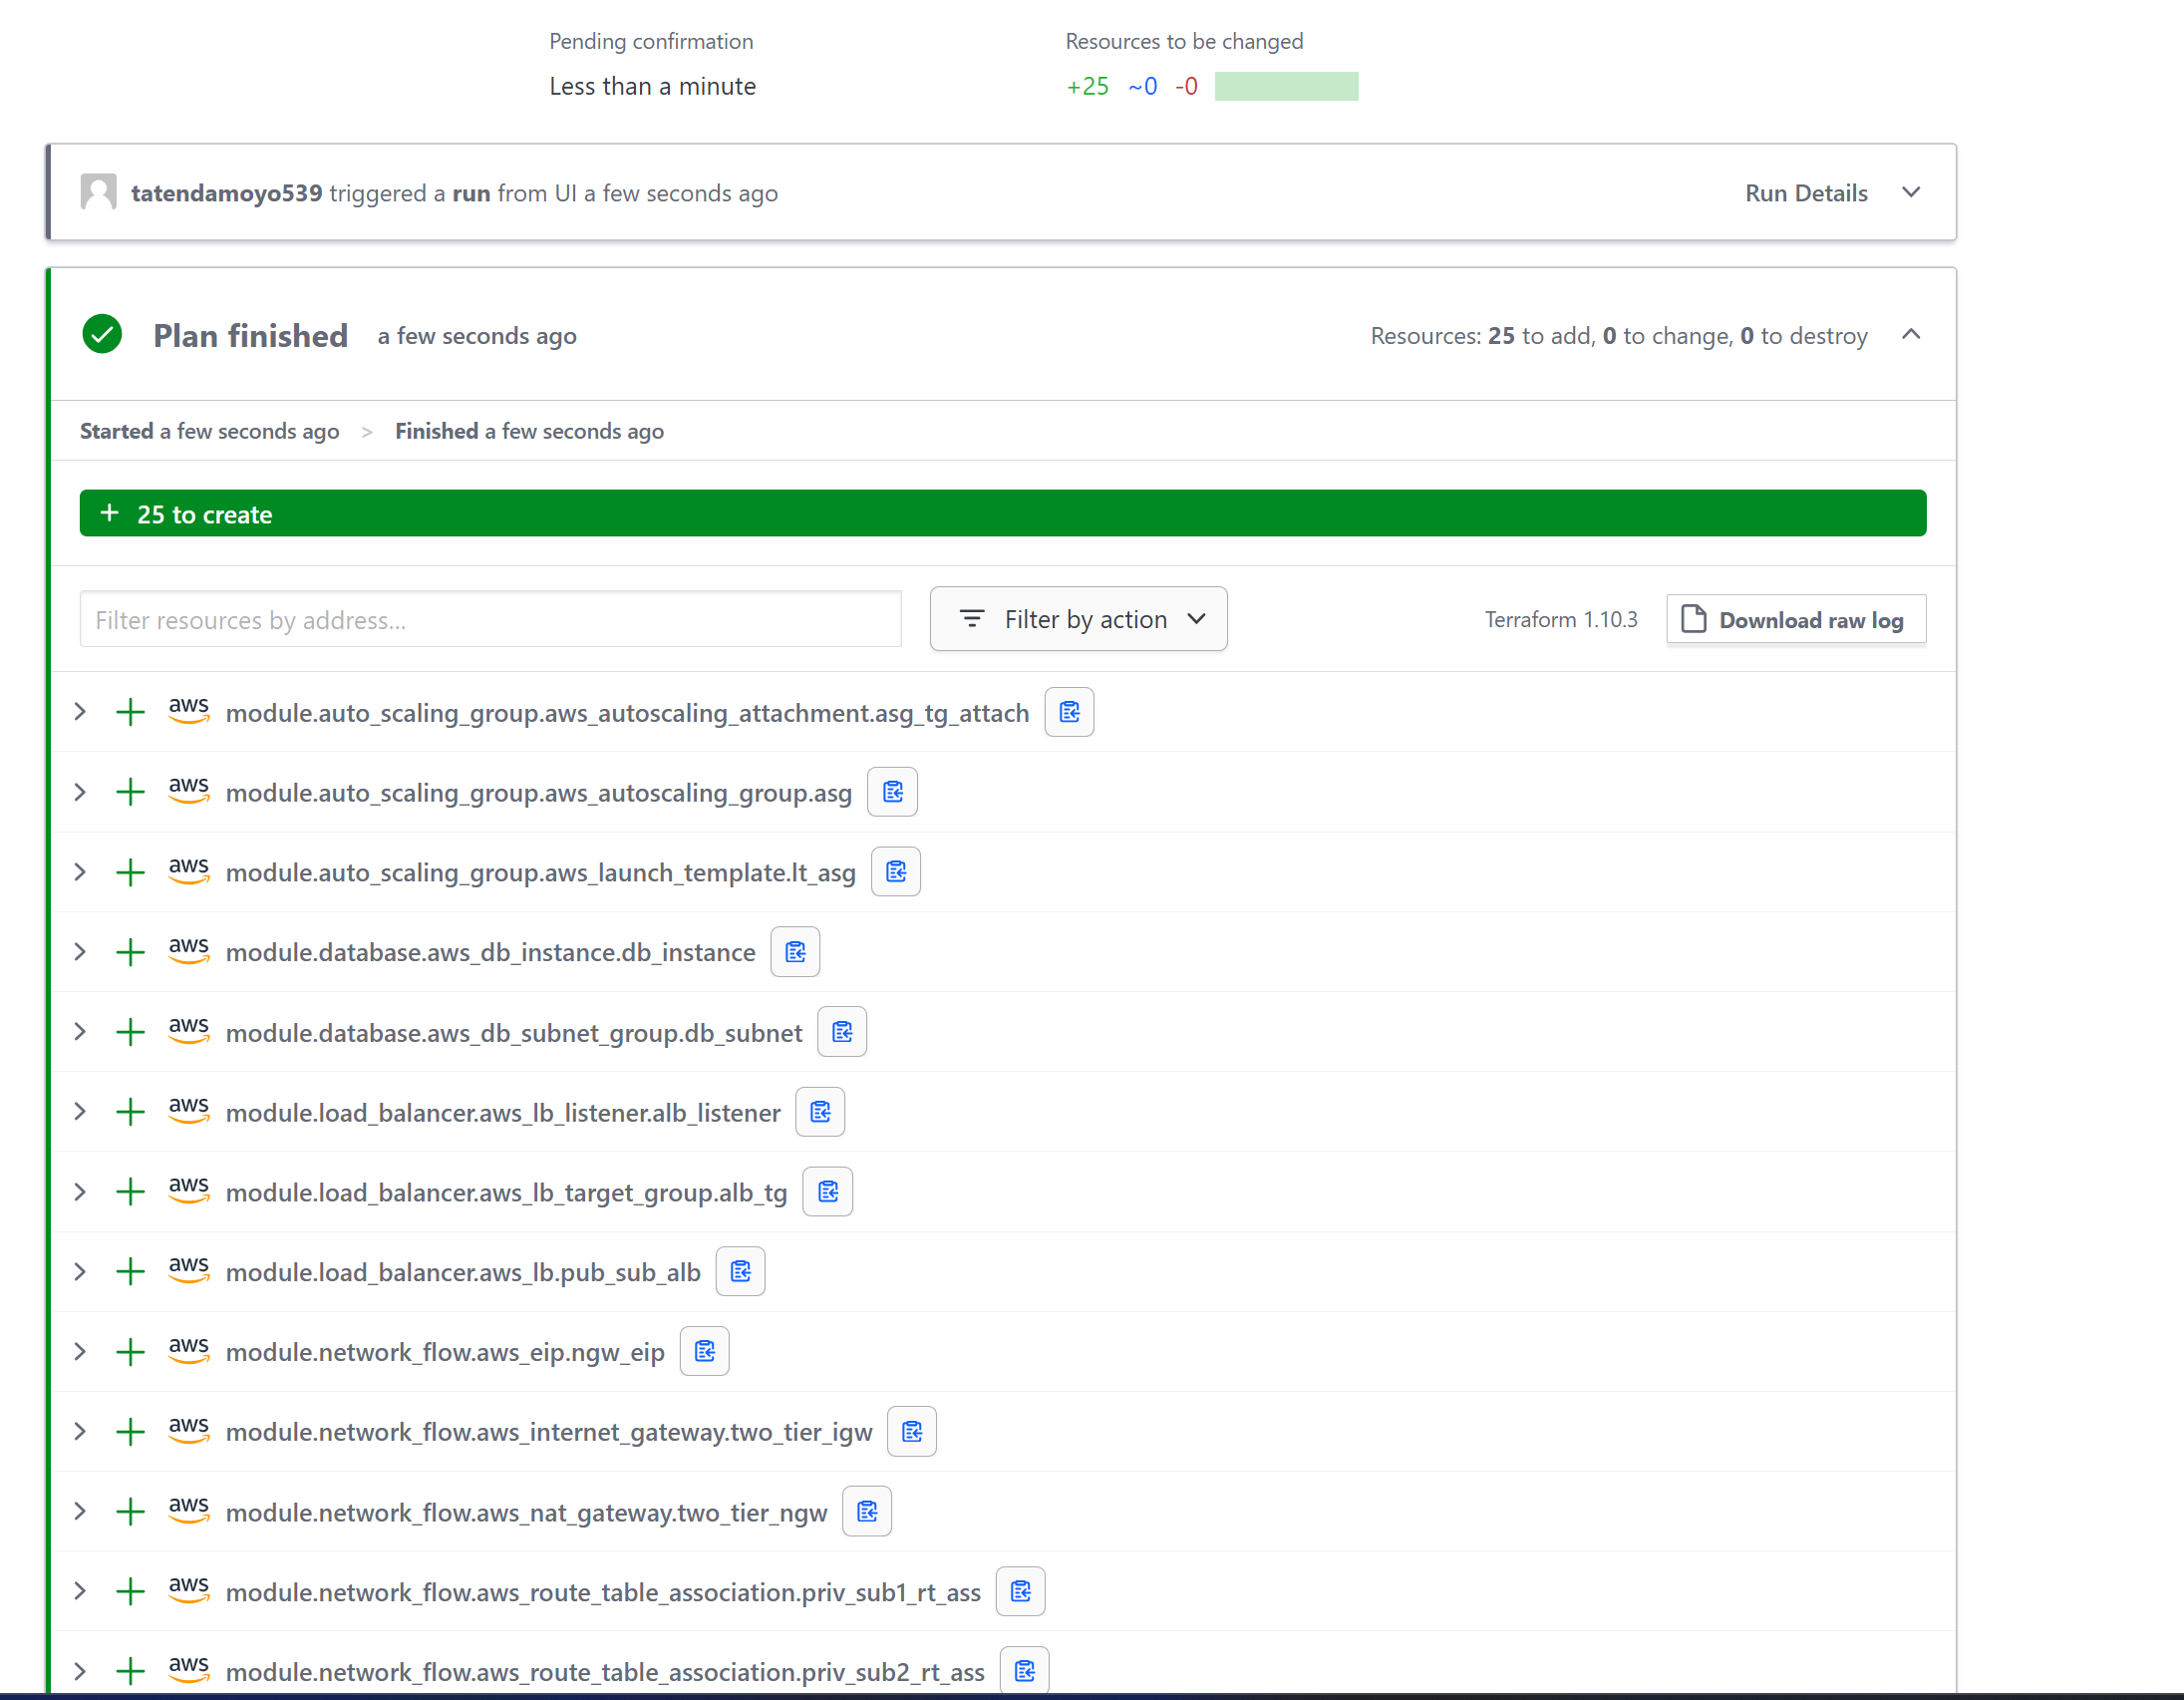 Pending confirmation
Resources to be changed
Less than a minute
+25 ~0 -0
tatendamoyo539 triggered a run from UI a few seconds ago
Run Details
Plan finished a few seconds ago
Resources: 25 to add, 0 to change, 0 to destroy
Started a few seconds ago > Finished a few seconds ago
+ 25 to create
Filter resources by address...
Filter by action
Terraform 1.10.3
Download raw log
aws module.auto_scaling_group.aws_autoscaling_attachment.asg_tg_attach
aws module.auto_scaling_group.aws_autoscaling_group.asg
aws module.auto_scaling_group.aws_launch_template.lt_asg
aws module.database.aws_db_instance.db_instance
aws module.database.aws_db_subnet_group.db_subnet
aws module.load_balancer.aws_lb_listener.alb_listener
aws module.load_balancer.aws_lb_target_group.alb_tg
aws module.load_balancer.aws_lb.pub_sub_alb
aws module.network_flow.aws_eip.ngw_eip
aws module.network_flow.aws_internet_gateway.two_tier_igw
aws module.network_flow.aws_nat_gateway.two_tier_ngw
aws module.network_flow.aws_route_table_association.priv_sub1_rt_ass
aws module.network_flow.aws_route_table_association.priv_sub2_rt_ass